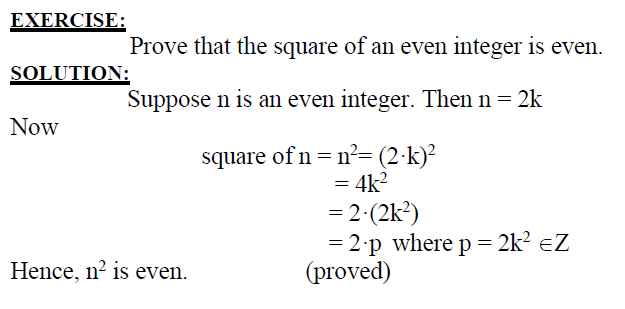 EXERCISE:
Prove that the square of an even integer is even.
SOLUTION:
Suppose n is an even integer. Then n = 2k
Now
square of n = n²= (2·k)²
= 4k²
= 2·(2k²)
= 2·p where p = 2k² ∈Z
Hence, n² is even. (proved)